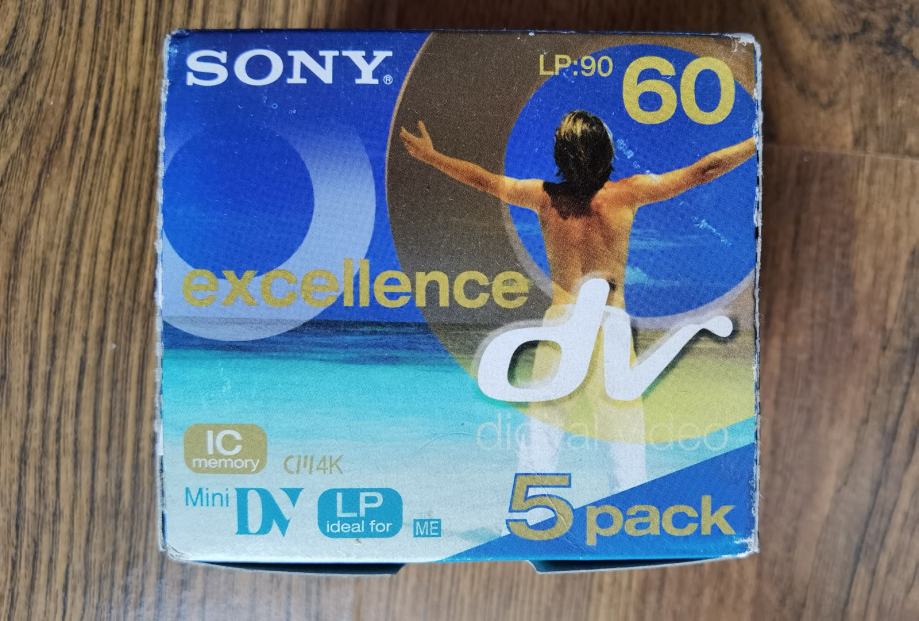 SONY®
LP:90 60
excellence
dv
digital video
IC
memory
CM4K
Mini DV LP
ideal for ME
5 pack